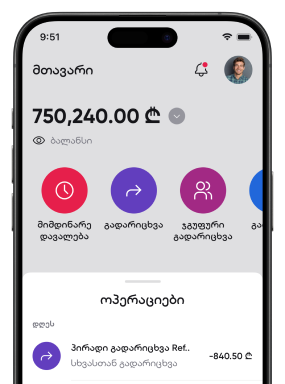 9:51
მთავარი
750,240.00 ₾
ბალანსი
მიმდინარე
დავალება
გადარიცხვა
ჯგუფური
გადარიცხვა
ოპერაციები
დღეს
პირადი გადარიცხვა Ref..
-840.50 ₾
სხვასთან გადარიცხვა